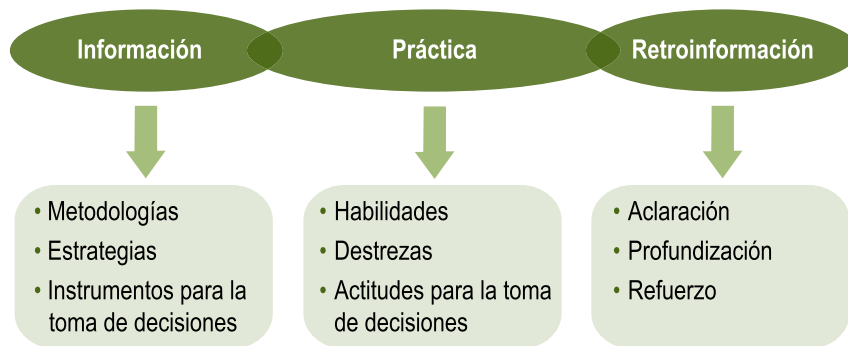 Información
Práctica
Retroinformación
• Metodologías
• Estrategias
• Instrumentos para la
toma de decisiones
• Habilidades
• Destrezas
• Actitudes para la toma
de decisiones
• Aclaración
• Profundización
• Refuerzo